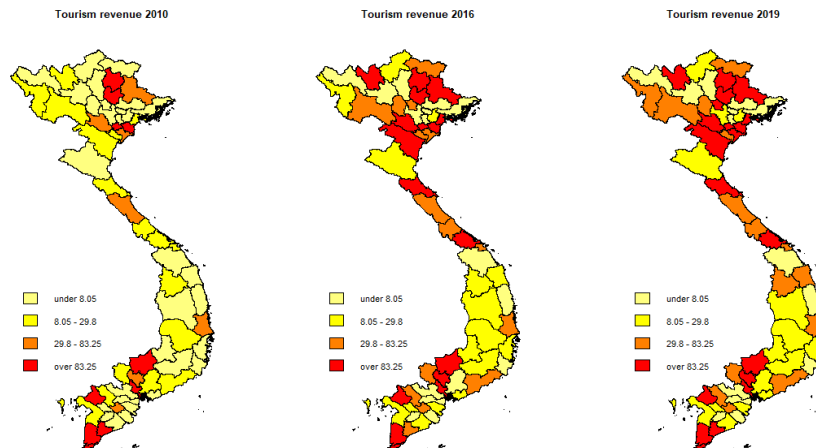 Tourism revenue 2010
Tourism revenue 2016
Tourism revenue 2019
under 8.05
8.05 - 29.8
29.8 - 83.25
over 83.25
under 8.05
8.05 - 29.8
29.8 - 83.25
over 83.25
under 8.05
8.05 - 29.8
29.8 - 83.25
over 83.25